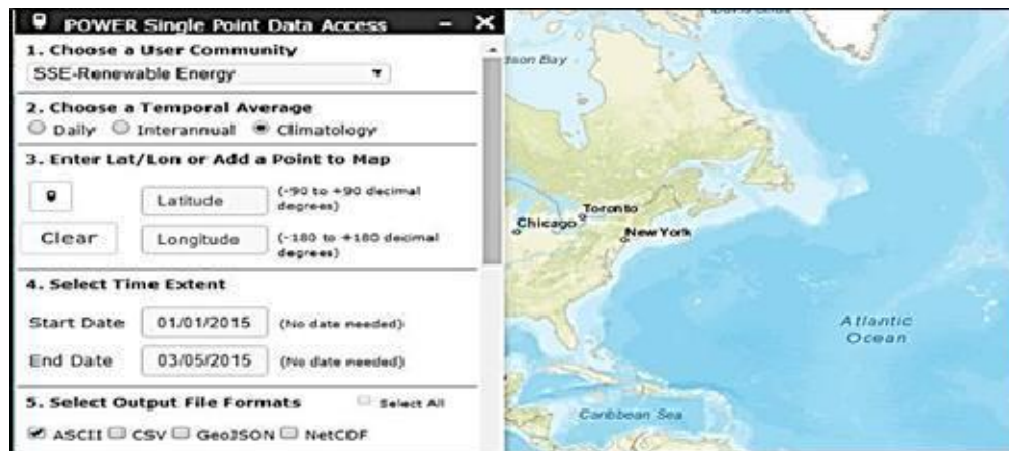 POWER Single Point Data Access
1. Choose a User Community
SSE-Renewable Energy
2. Choose a Temporal Average
Daily Interannual Climatology
3. Enter Lat/Lon or Add a Point to Map
Latitude (-90 to +90 decimal
degrees)
Clear Longitude (-180 to +180 decimal
degrees)
4. Select Time Extent
Start Date 01/01/2015 (No date needed)
End Date 03/05/2015 (No date needed)
5. Select Output File Formats Select All
ASCII CSV GeoJSON NetCDF
Bay
Toronto
Chicago
New York
Atlantic
Ocean
Caribbean Sea